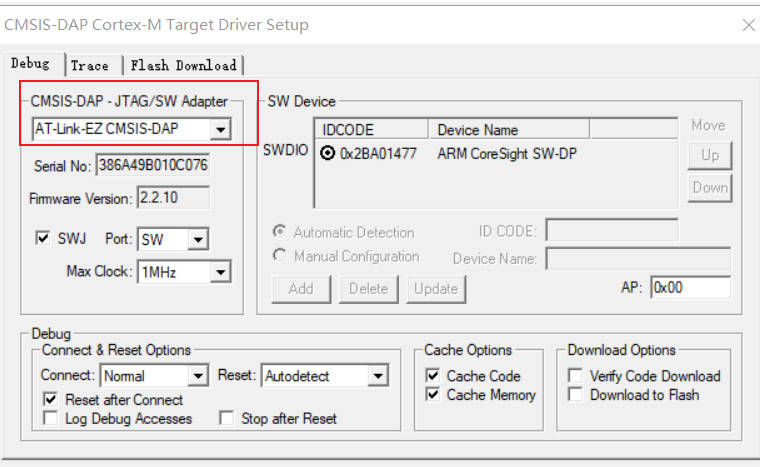 CMSIS-DAP Cortex-M Target Driver Setup
Debug Trace Flash Download
CMSIS-DAP - JTAG/SW Adapter
AT-Link-EZ CMSIS-DAP
Serial No: 386A49B010C076
Firmware Version: 2.2.10
SWJ Port: SW
Max Clock: 1MHz
SW Device
IDCODE Device Name
SWDIO 0x2BA01477 ARM CoreSight SW-DP
Move
Up
Down
Automatic Detection ID CODE:
Manual Configuration Device Name:
Add Delete Update AP: 0x00
Debug
Connect & Reset Options
Connect: Normal Reset: Autodetect
Reset after Connect
Log Debug Accesses Stop after Reset
Cache Options
Cache Code
Cache Memory
Download Options
Verify Code Download
Download to Flash